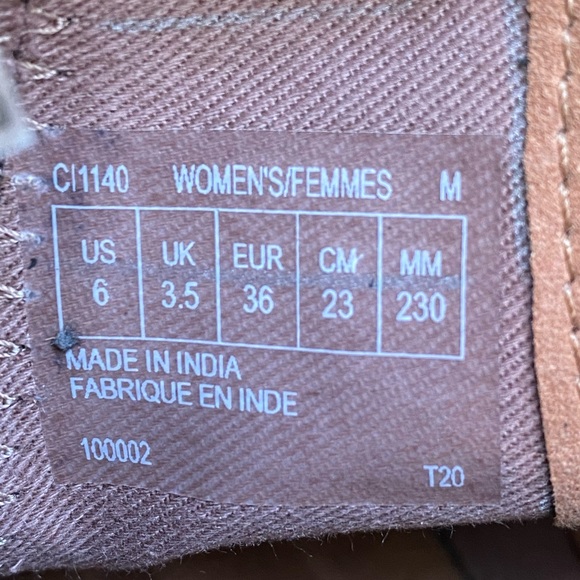 CI1140 WOMEN'S/FEMMES M
US UK EUR CM MM
6 3.5 36 23 230
MADE IN INDIA
FABRIQUE EN INDE
100002 T20